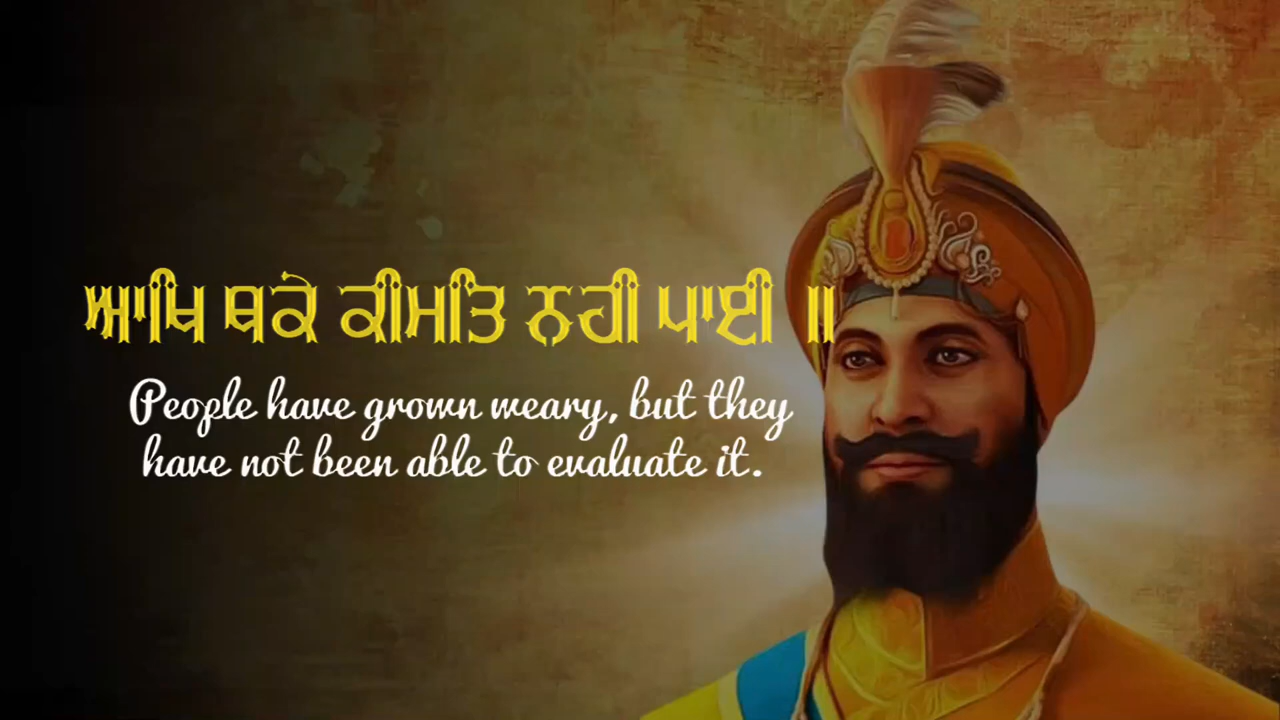 ਆਖਿ ਥਕੇ ਕੀਮਤਿ ਨਹੀ ਪਾਈ ॥
People have grown weary, but they
have not been able to evaluate it.